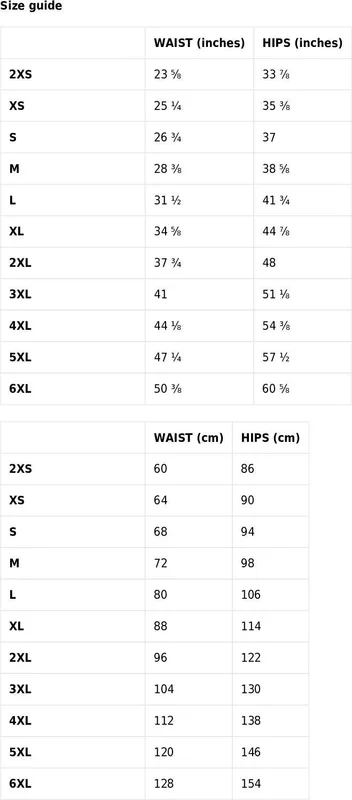 Size guide
WAIST (inches) HIPS (inches)
2XS 23 ⅝ 33 ⅞
XS 25 ¼ 35 ⅜
S 26 ¾ 37
M 28 ⅜ 38 ⅝
L 31 ½ 41 ¾
XL 34 ⅝ 44 ⅞
2XL 37 ¾ 48
3XL 41 51 ⅛
4XL 44 ⅛ 54 ⅜
5XL 47 ¼ 57 ½
6XL 50 ⅜ 60 ⅝
WAIST (cm) HIPS (cm)
2XS 60 86
XS 64 90
S 68 94
M 72 98
L 80 106
XL 88 114
2XL 96 122
3XL 104 130
4XL 112 138
5XL 120 146
6XL 128 154